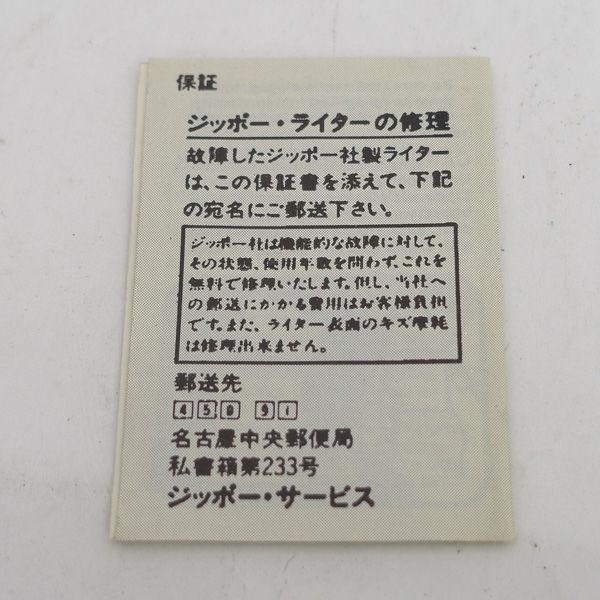 保証
ジッポー・ライターの修理
故障したジッポー社製ライター
は、この保証書を添えて、下記
の宛名にご郵送下さい。
ジッポー社は機能的な故障に対して、
その状態、使用年数を問わず、これを
無料で修理いたします。但し、当社へ
の郵送にかかる費用はお客様負担
です。また、ライター表面のキズ摩耗
は修理出来ません。
郵送先
450 91
名古屋中央郵便局
私書箱第233号
ジッポー・サービス